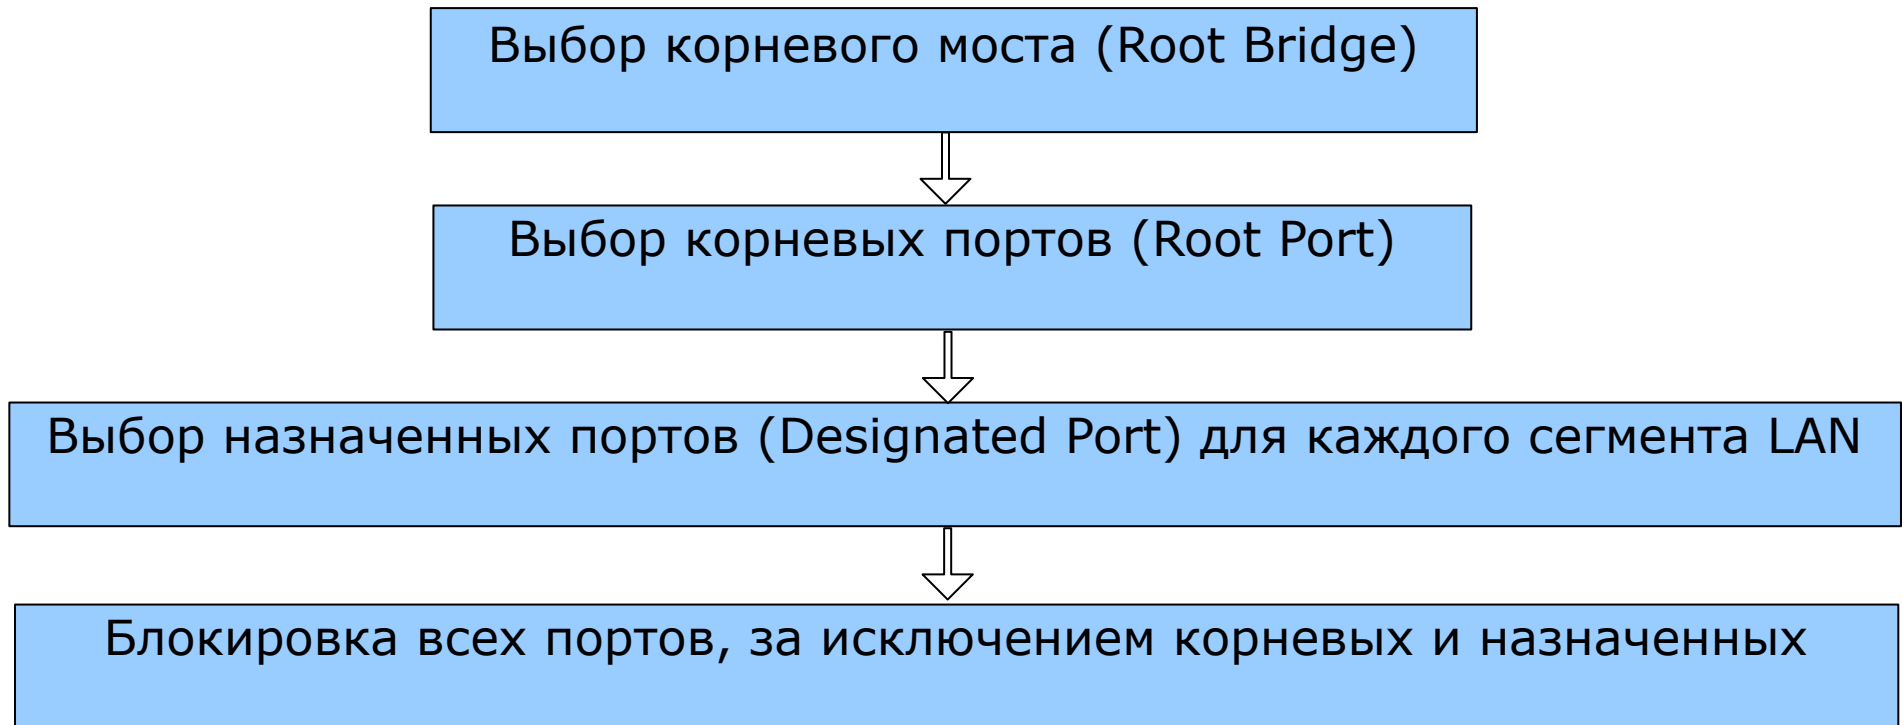 Выбор корневого моста (Root Bridge)
Выбор корневых портов (Root Port)
Выбор назначенных портов (Designated Port) для каждого сегмента LAN
Блокировка всех портов, за исключением корневых и назначенных